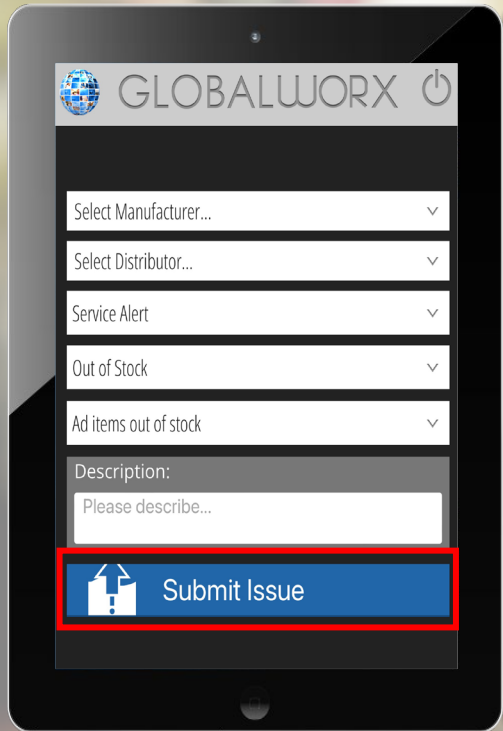 GLOBALWORX
Select Manufacturer...
Select Distributor...
Service Alert
Out of Stock
Ad items out of stock
Description:
Please describe...
Submit Issue